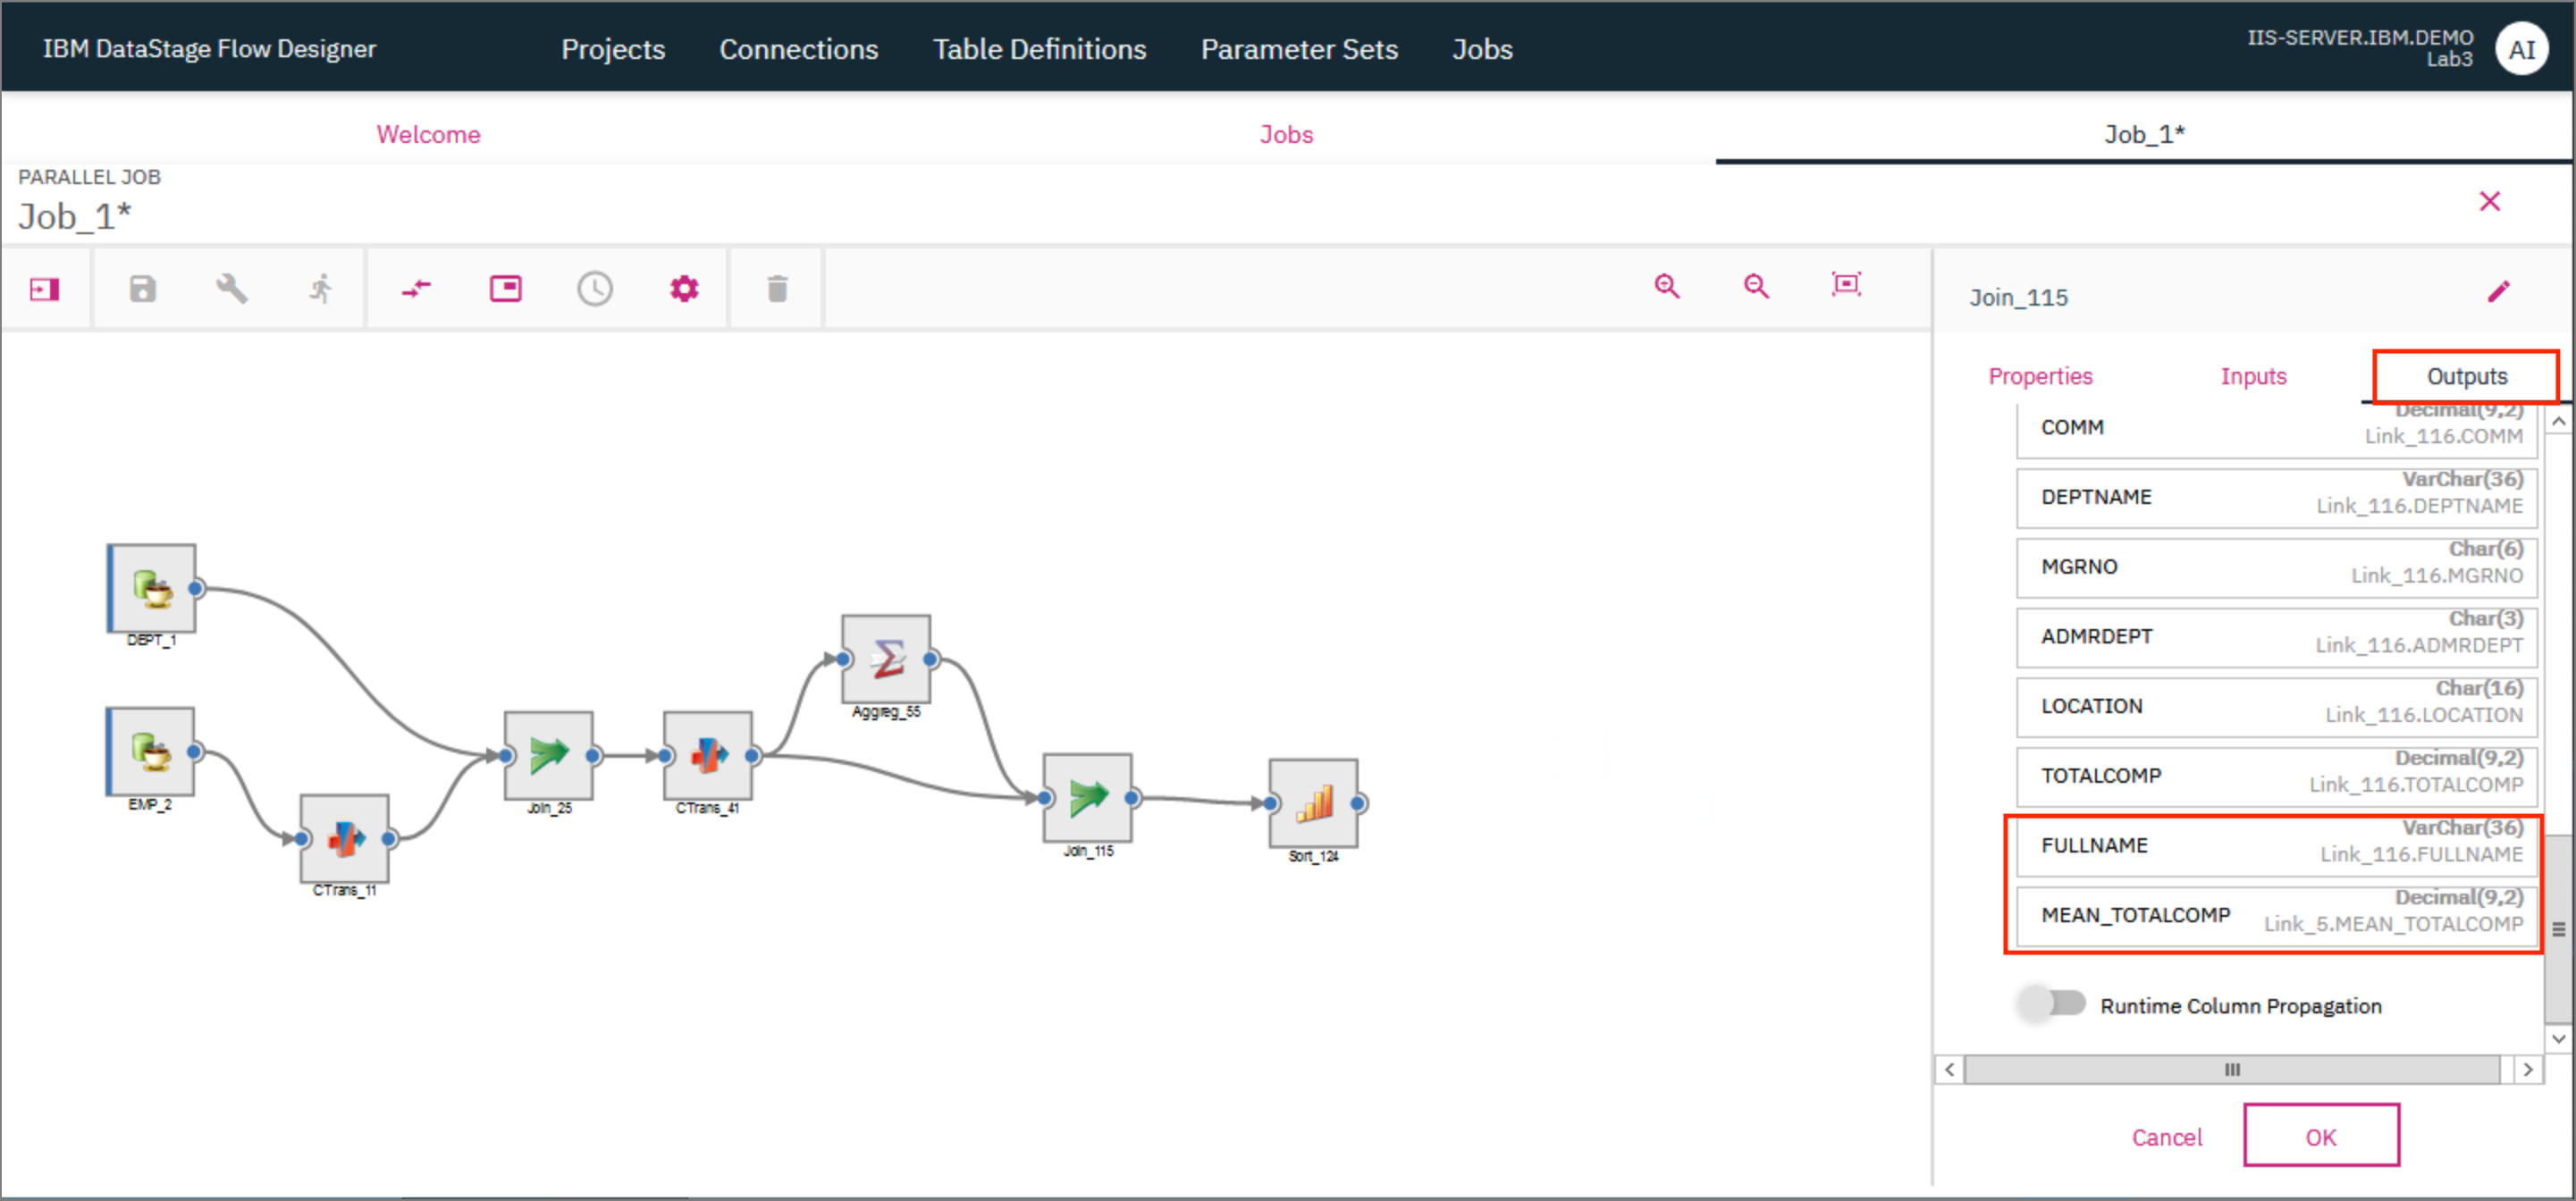 IBM DataStage Flow Designer
Projects
Connections
Table Definitions
Parameter Sets
Jobs
IIS-SERVER.IBM.DEMO
Lab3
AI
Welcome
Jobs
Job_1*
PARALLEL JOB
Job_1*
Join_115
Properties
Inputs
Outputs
Decimal(9,2)
COMM
Link_116.COMM
VarChar(36)
DEPTNAME
Link_116.DEPTNAME
Char(6)
MGRNO
Link_116.MGRNO
Char(3)
ADMRDEPT
Link_116.ADMRDEPT
Char(16)
LOCATION
Link_116.LOCATION
Decimal(9,2)
TOTALCOMP
Link_116.TOTALCOMP
VarChar(36)
FULLNAME
Link_116.FULLNAME
Decimal(9,2)
MEAN_TOTALCOMP
Link_5.MEAN_TOTALCOMP
Runtime Column Propagation
Cancel
OK
DEPT_1
EMP_2
CTrans_11
Join_25
CTrans_41
Aggreg_55
Join_115
Sort_124